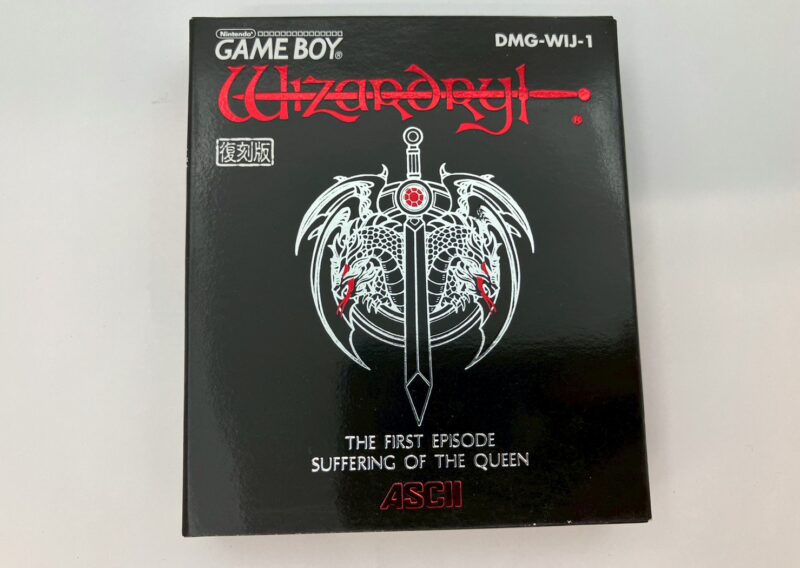 Nintendo®
GAME BOY®
DMG-WIJ-1
Wizardry I®
復刻版
THE FIRST EPISODE
SUFFERING OF THE QUEEN
ASCII